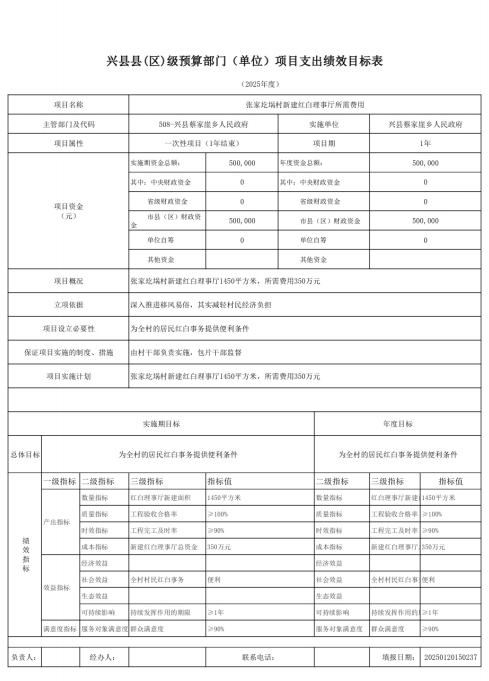 兴县县(区)级预算部门（单位）项目支出绩效目标表
（2025年度）
项目名称 张家圪埚村新建红白理事厅所需费用
主管部门及代码 508-兴县蔡家崖乡人民政府 实施单位 兴县蔡家崖乡人民政府
项目属性 一次性项目（1年结束） 项目期 1年
项目资金（元）
实施期资金总额： 500,000 年度资金总额： 500,000
其中：中央财政资金 0 其中：中央财政资金 0
省级财政资金 0 省级财政资金 0
市县（区）财政资金 500,000 市县（区）财政资金 500,000
单位自筹 0 单位自筹 0
其他资金 其他资金
项目概况 张家圪埚村新建红白理事厅1450平方米，所需费用350万元
立项依据 深入推进移风易俗，其实减轻村民经济负担
项目设立必要性 为全村的居民红白事务提供便利条件
保证项目实施的制度、措施 由村干部负责实施，包片干部监督
项目实施计划 张家圪埚村新建红白理事厅1450平方米，所需费用350万元
实施期目标 年度目标
总体目标 为全村的居民红白事务提供便利条件 为全村的居民红白事务提供便利条件
绩效指标
一级指标 二级指标 三级指标 指标值 二级指标 三级指标 指标值
产出指标
数量指标 红白理事厅新建面积 1450平方米 数量指标 红白理事厅新建 1450平方米
质量指标 工程验收合格率 ≥100% 质量指标 工程验收合格率 ≥100%
时效指标 工程完工及时率 ≥90% 时效指标 工程完工及时率 ≥90%
成本指标 新建红白理事厅总资金 350万元 成本指标 新建红白理事厅 350万元
效益指标
经济效益 经济效益
社会效益 全村村民红白事务 便利 社会效益 全村村民红白事 便利
生态效益 生态效益
可持续影响 持续发挥作用的期限 ≥1年 可持续影响 持续发挥作用的 ≥1年
满意度指标 服务对象满意度 群众满意度 ≥90% 服务对象满意度 群众满意度 ≥90%
负责人： 经办人： 联系电话： 填报日期： 20250120150237